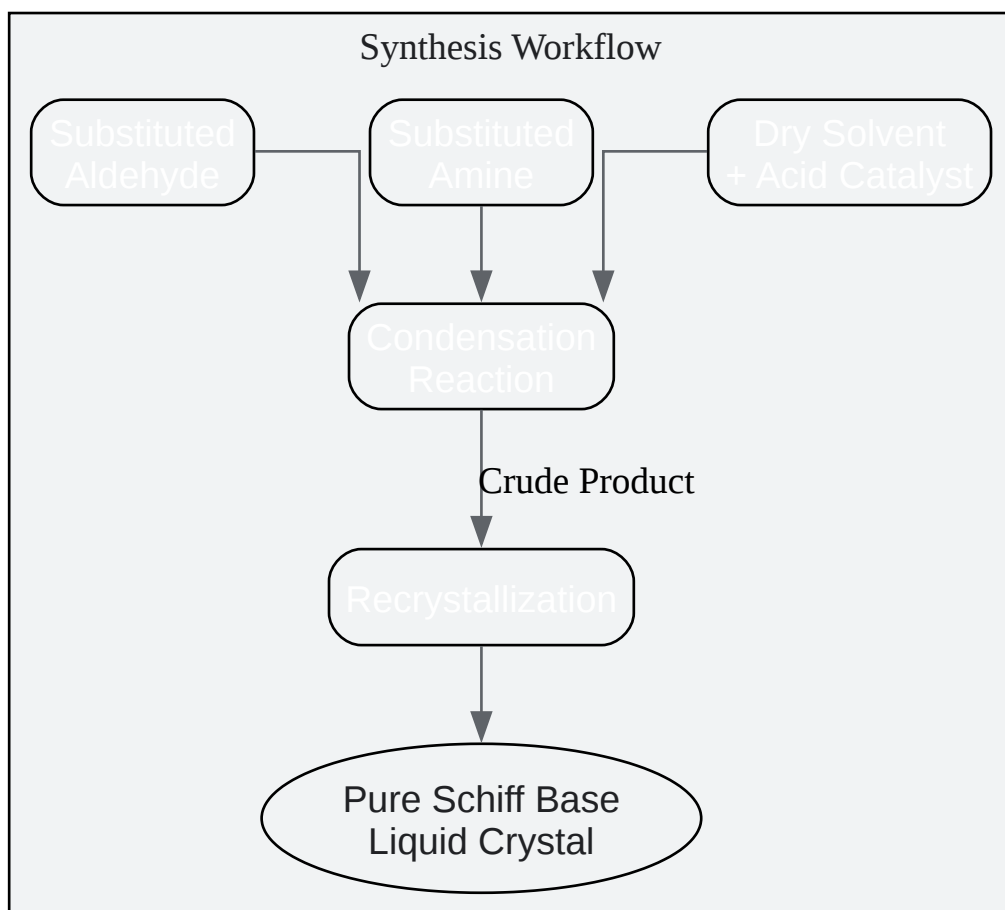 Synthesis Workflow
Substituted
Aldehyde
Substituted
Amine
Dry Solvent
+ Acid Catalyst
Condensation
Reaction
Crude Product
Recrystallization
Pure Schiff Base
Liquid Crystal